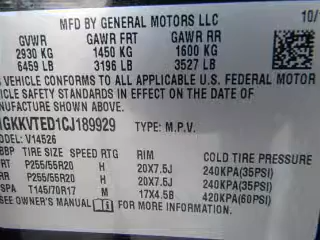 MFD BY GENERAL MOTORS LLC 10/
GVWR GAWR FRT GAWR RR
2930 KG 1450 KG 1600 KG
6459 LB 3196 LB 3527 LB
VEHICLE CONFORMS TO ALL APPLICABLE U.S. FEDERAL MOTOR
VEHICLE SAFETY STANDARDS IN EFFECT ON THE DATE OF
MANUFACTURE SHOWN ABOVE.
1GKKVTED1CJ189929 TYPE: M.P.V.
MODEL: V14526
BBP TIRE SIZE SPEED RTG RIM COLD TIRE PRESSURE
RT P255/55R20 H 20X7.5J 240KPA(35PSI)
RR P255/55R20 H 20X7.5J 240KPA(35PSI)
SPA T145/70R17 M 17X4.5B 420KPA(60PSI)
SEE OWNER'S MANUAL FOR MORE INFORMATION.